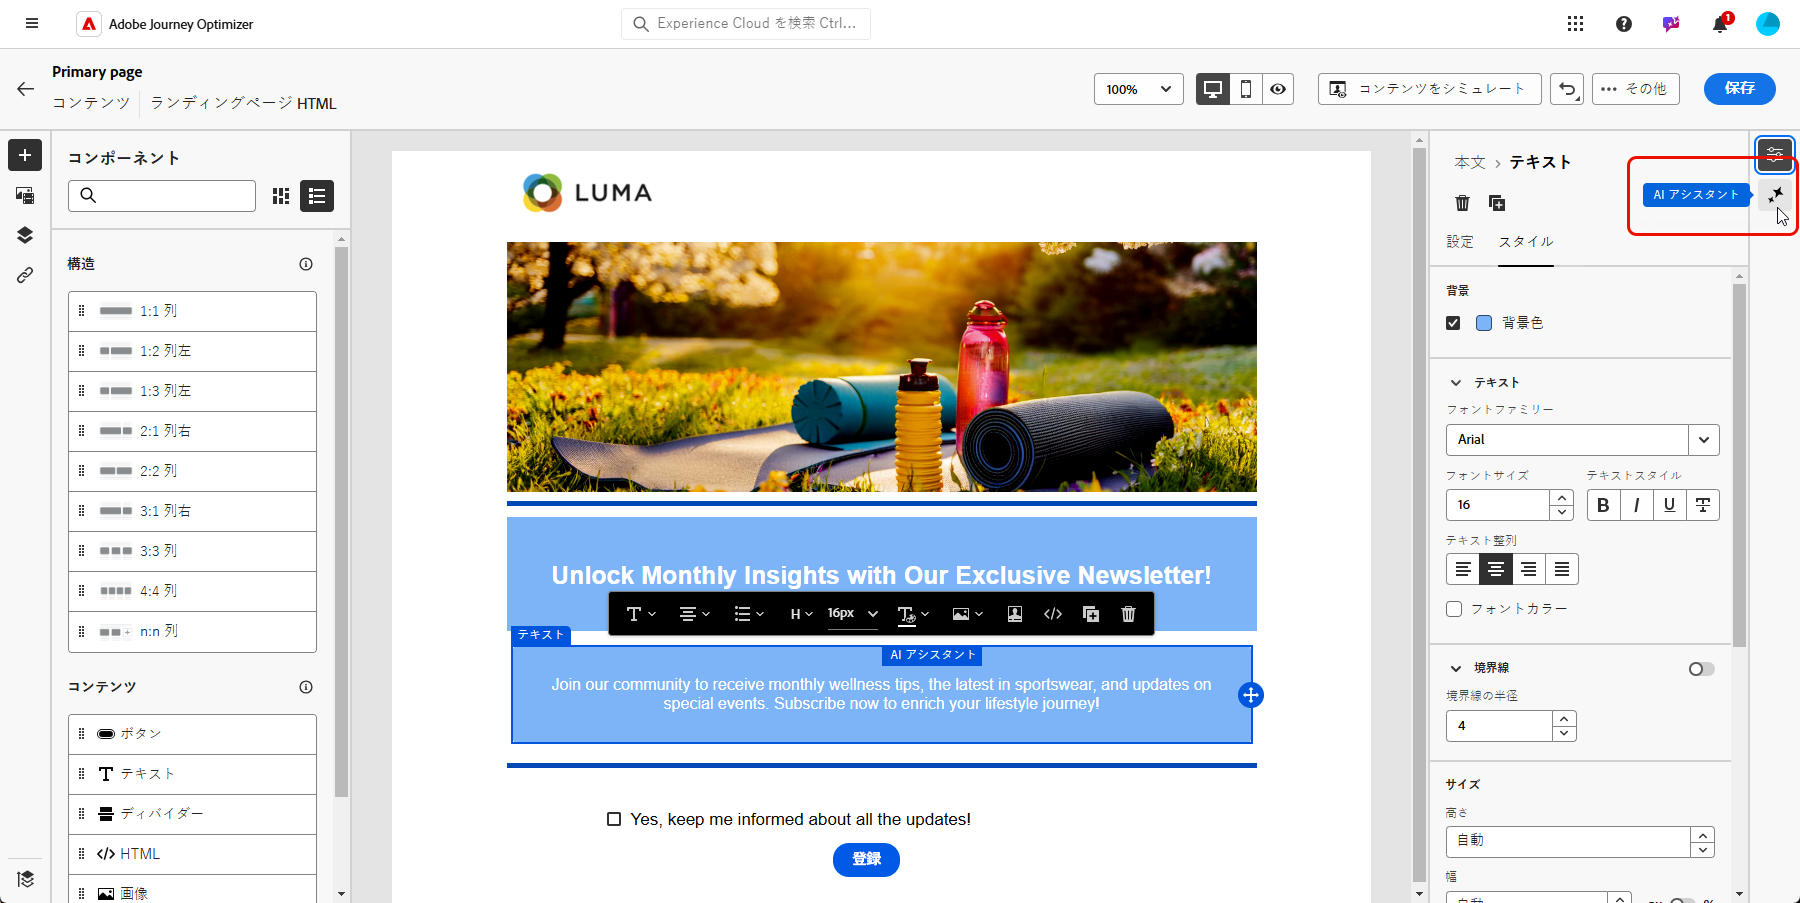 Adobe Journey Optimizer
Experience Cloud を検索 Ctrl...
1
Primary page
コンテンツ
ランディングページ HTML
100%
コンテンツをシミュレート
その他
保存
コンポーネント
構造
1:1 列
1:2 列左
1:3 列左
2:1 列右
2:2 列
3:1 列右
3:3 列
4:4 列
n:n 列
コンテンツ
ボタン
テキスト
ディバイダー
HTML
画像
LUMA
Unlock Monthly Insights with Our Exclusive Newsletter!
H
16px
テキスト
AI アシスタント
Join our community to receive monthly wellness tips, the latest in sportswear, and updates on
special events. Subscribe now to enrich your lifestyle journey!
Yes, keep me informed about all the updates!
登録
本文 › テキスト
AI アシスタント
設定
スタイル
背景
背景色
テキスト
フォントファミリー
Arial
フォントサイズ
テキストスタイル
16
B I U T
テキスト整列
フォントカラー
境界線
境界線の半径
4
サイズ
高さ
自動
幅
自動
px
%